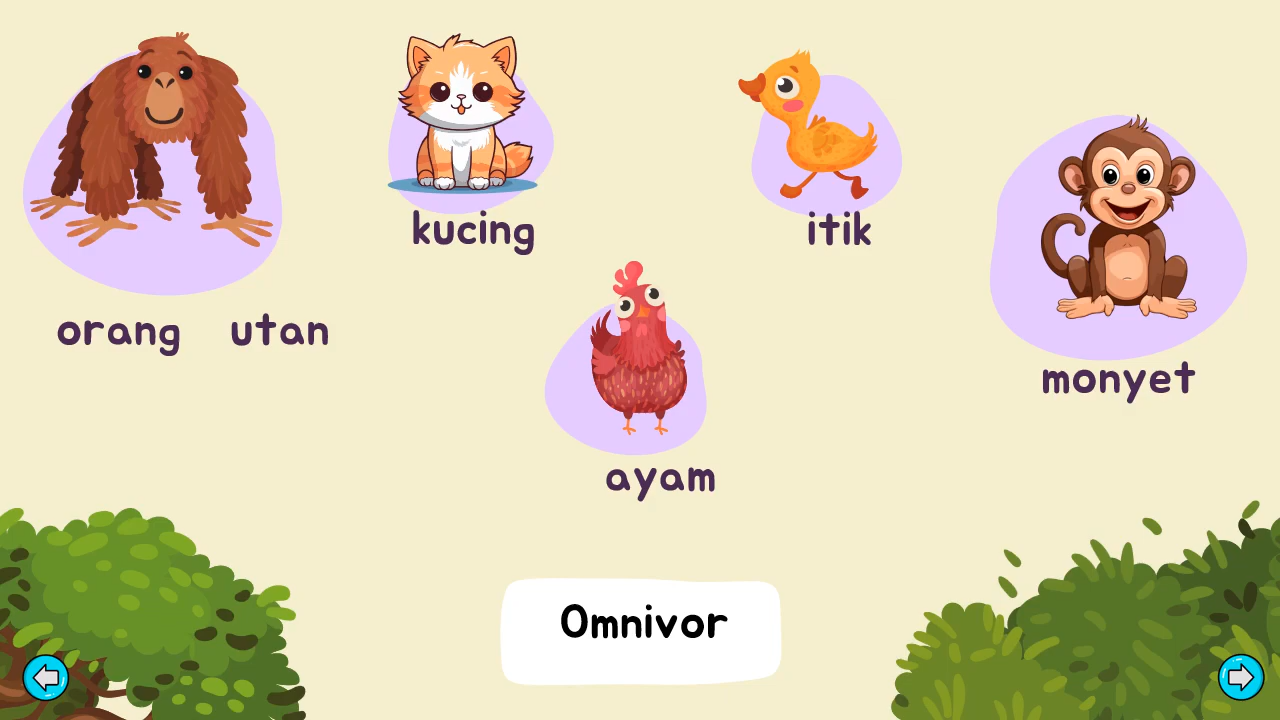 orang utan
kucing
itik
monyet
ayam
Omnivor